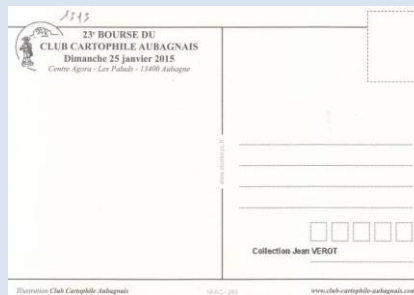 1313
23e BOURSE DU
CLUB CARTOPHILE AUBAGNAIS
Dimanche 25 janvier 2015
Centre Agora - Les Paluds - 13400 Aubagne
Collection Jean VEROT
Illustration Club Cartophile Aubagnais
www.club-cartophile-aubagnais.com